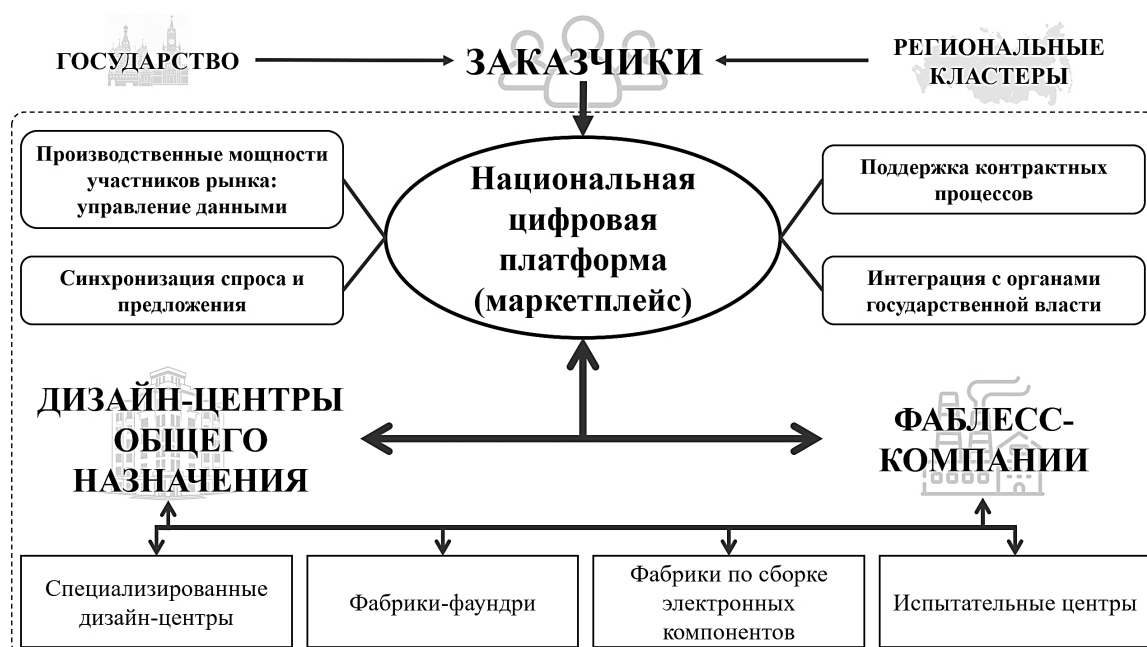 ГОСУДАРСТВО
ЗАКАЗЧИКИ
РЕГИОНАЛЬНЫЕ
КЛАСТЕРЫ
Производственные мощности
участников рынка:
управление данными
Синхронизация спроса и
предложения
Национальная
цифровая
платформа
(маркетплейс)
Поддержка контрактных
процессов
Интеграция с органами
государственной власти
ДИЗАЙН-ЦЕНТРЫ
ОБЩЕГО
НАЗНАЧЕНИЯ
ФАБЛЕСС-
КОМПАНИИ
Специализированные
дизайн-центры
Фабрики-фаундри
Фабрики по сборке
электронных
компонентов
Испытательные центры